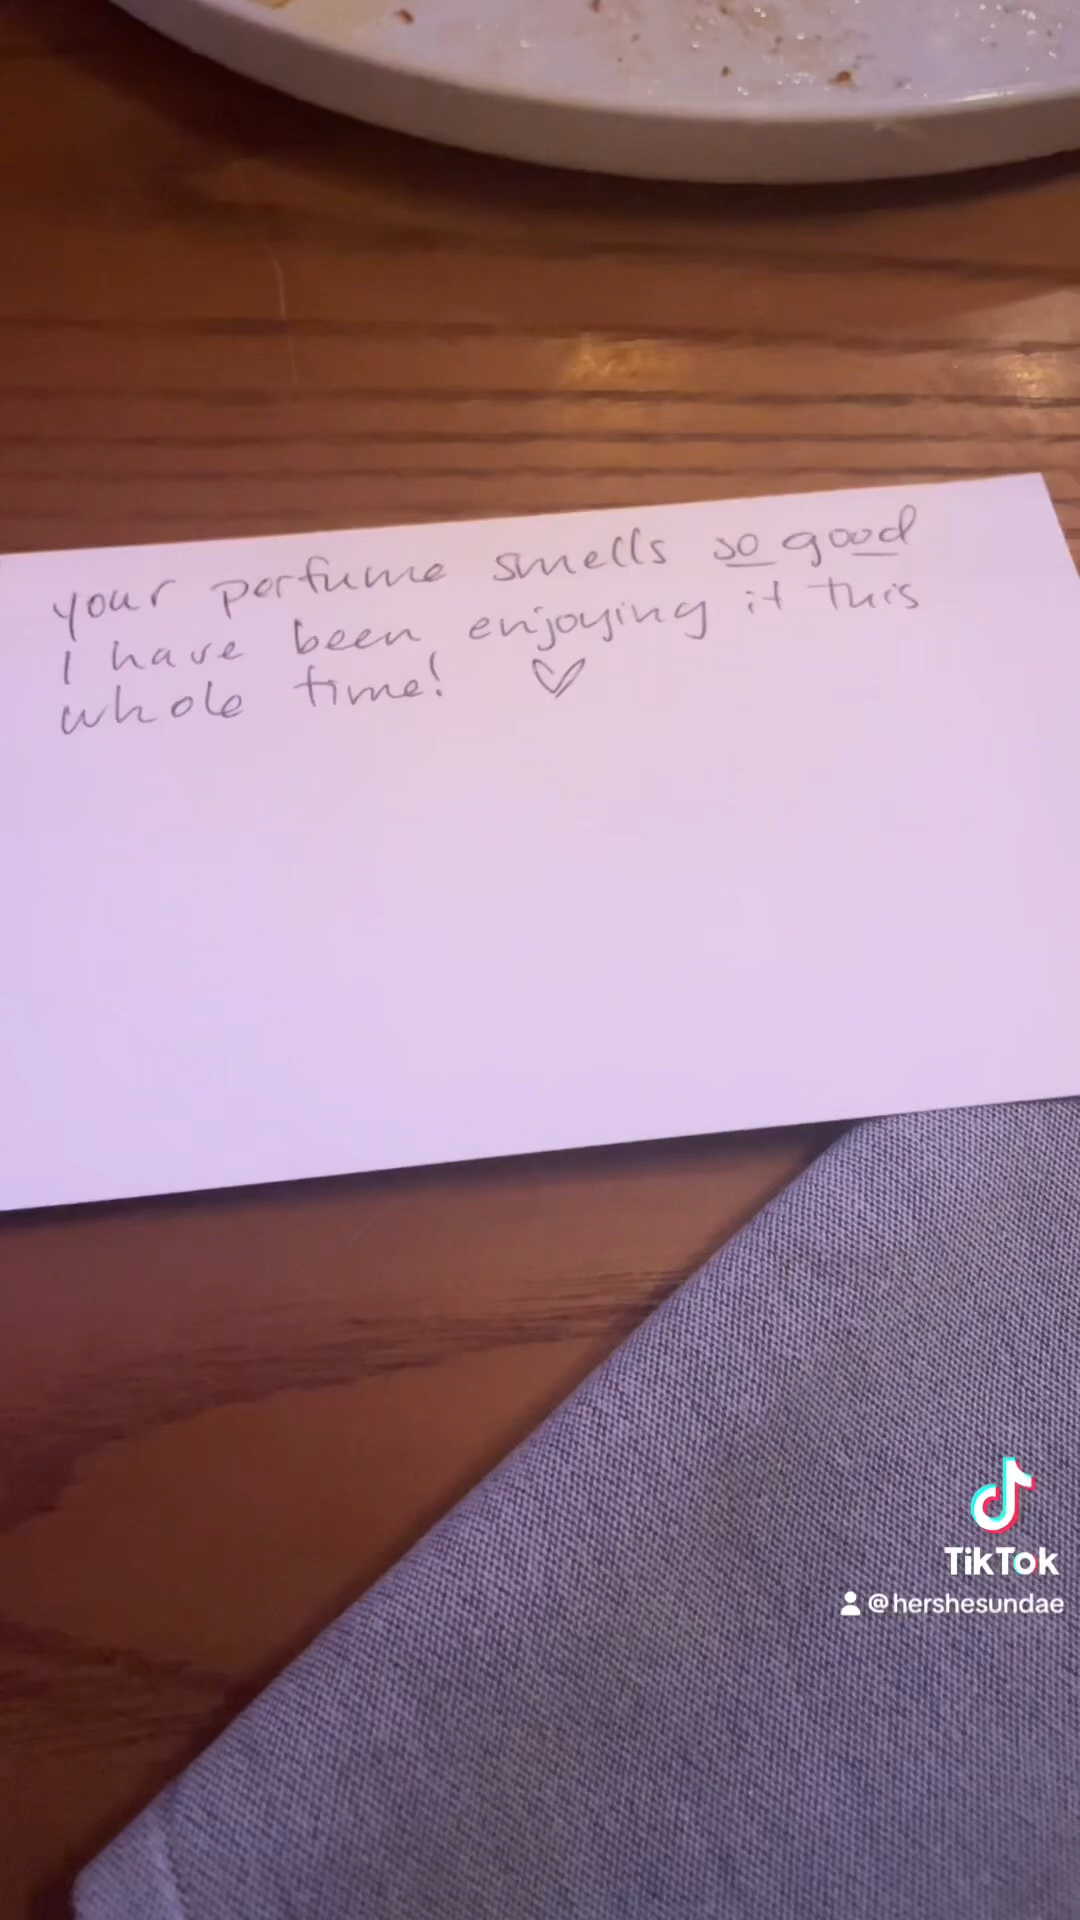 your perfume smells so good
I have been enjoying it this
whole time! ♡
TikTok
@hershesundae